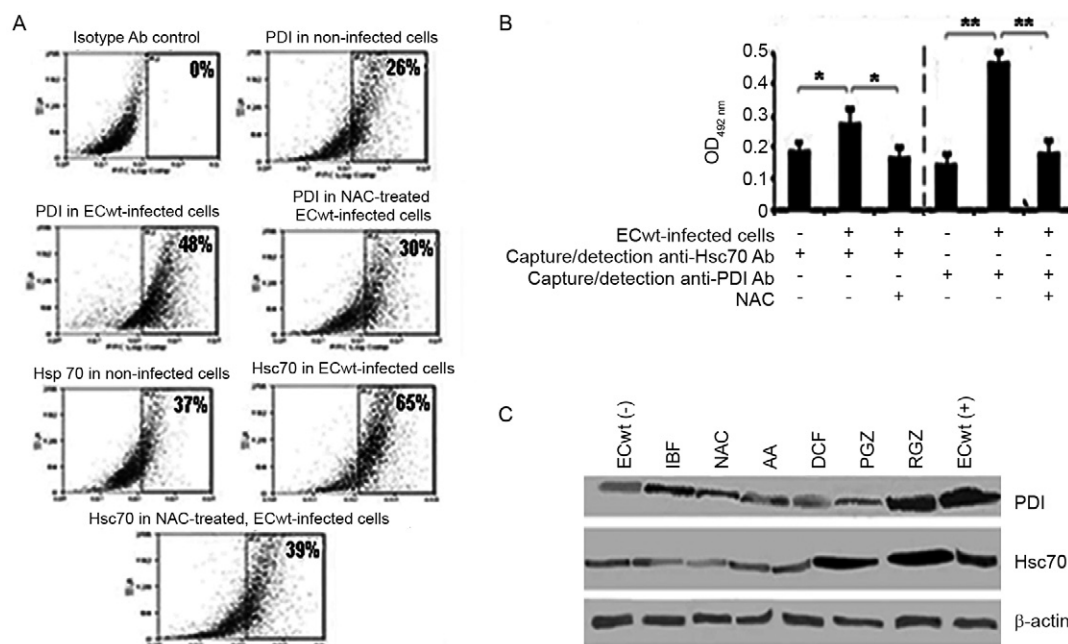 A
Isotype Ab control
0%
PDI in non-infected cells
26%
PDI in ECwt-infected cells
48%
PDI in NAC-treated
ECwt-infected cells
30%
Hsp 70 in non-infected cells
37%
Hsc70 in ECwt-infected cells
65%
Hsc70 in NAC-treated, ECwt-infected cells
39%
FITC Log Comp
B
* * ** **
OD492 nm
0.5
0.4
0.3
0.2
0.1
0
ECwt-infected cells - + + - + +
Capture/detection anti-Hsc70 Ab + + + - - -
Capture/detection anti-PDI Ab - - - + + +
NAC - - + - - +
C
ECwt (-) IBF NAC AA DCF PGZ RGZ ECwt (+)
PDI
Hsc70
β-actin